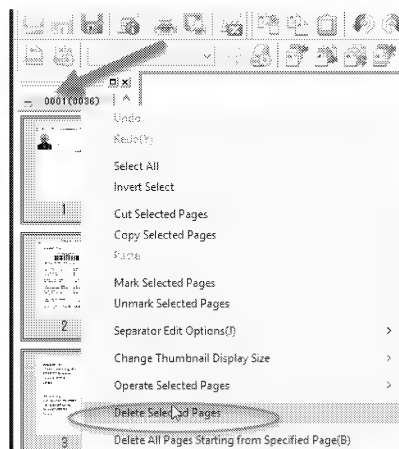 0001(0036)
Undo
Redo(Y)
Select All
Invert Select
1
Cut Selected Pages
Copy Selected Pages
Paste
Mark Selected Pages
Unmark Selected Pages
2
Separator Edit Options(J)
Change Thumbnail Display Size
Operate Selected Pages
Delete Selected Pages
3
Delete All Pages Starting from Specified Page(B)